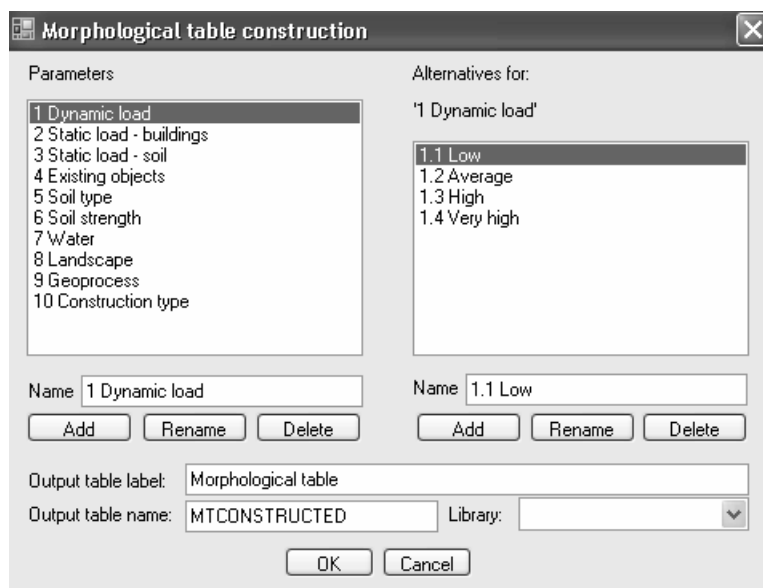 Morphological table construction
Parameters
1 Dynamic load
2 Static load - buildings
3 Static load - soil
4 Existing objects
5 Soil type
6 Soil strength
7 Water
8 Landscape
9 Geoprocess
10 Construction type
Name 1 Dynamic load
Add Rename Delete
Alternatives for:
'1 Dynamic load'
1.1 Low
1.2 Average
1.3 High
1.4 Very high
Name 1.1 Low
Add Rename Delete
Output table label: Morphological table
Output table name: MTCONSTRUCTED Library:
OK Cancel